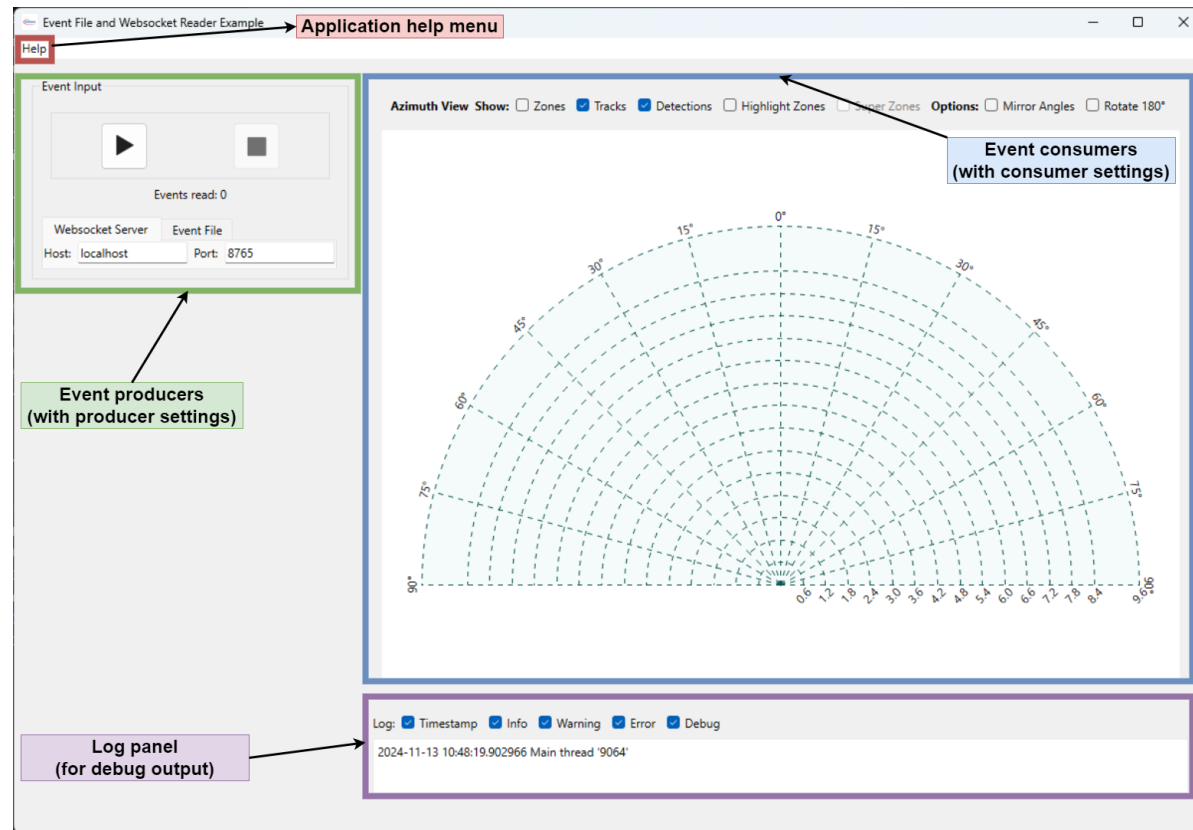 Event File and Websocket Reader Example
Application help menu
Help
Event Input
Events read: 0
Websocket Server Event File
Host: localhost Port: 8765
Event producers
(with producer settings)
Azimuth View Show: Zones Tracks Detections Highlight Zones Super Zones Options: Mirror Angles Rotate 180°
Event consumers
(with consumer settings)
0°
15° 15°
30° 30°
45° 45°
60° 60°
75° 75°
90° 90°
0.6 1.2 1.8 2.4 3.0 3.6 4.2 4.8 5.4 6.0 6.6 7.2 7.8 8.4 9.6
Log: Timestamp Info Warning Error Debug
2024-11-13 10:48:19.902966 Main thread '9064'
Log panel
(for debug output)